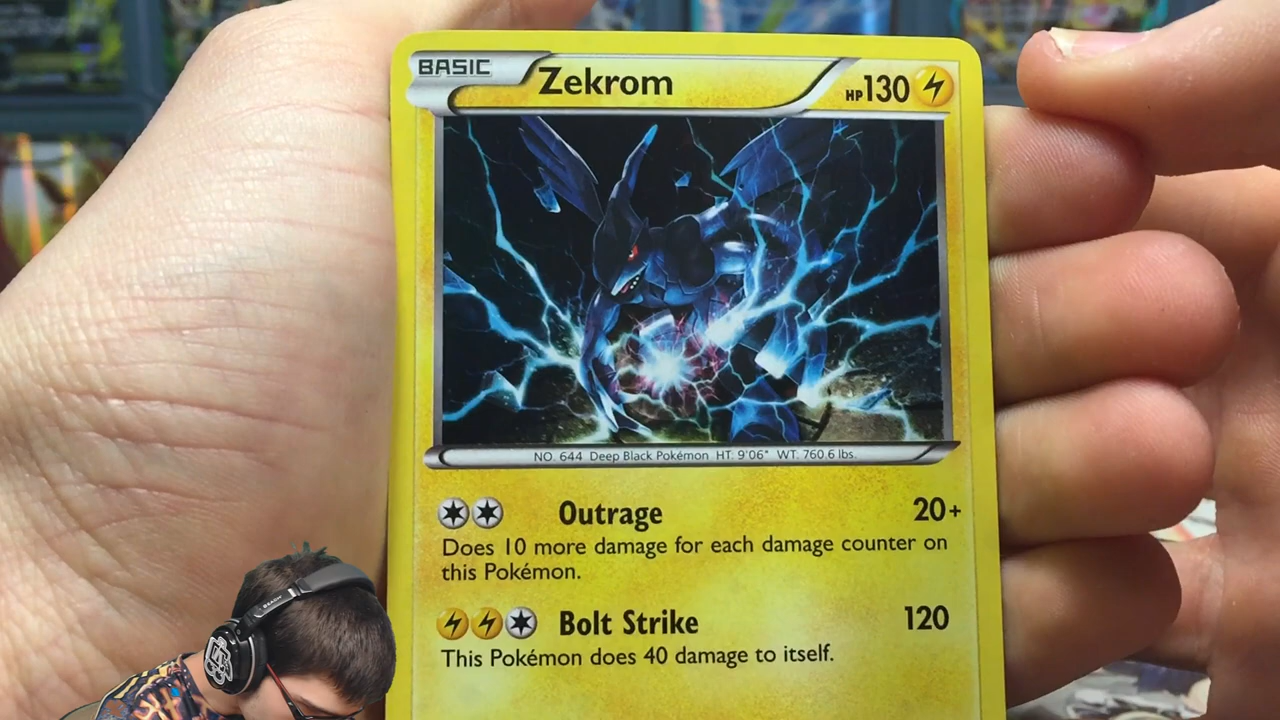 BASIC Zekrom HP130
NO. 644 Deep Black Pokémon HT: 9'06" WT: 760.6 lbs.
Outrage 20+
Does 10 more damage for each damage counter on
this Pokémon.
Bolt Strike 120
This Pokémon does 40 damage to itself.